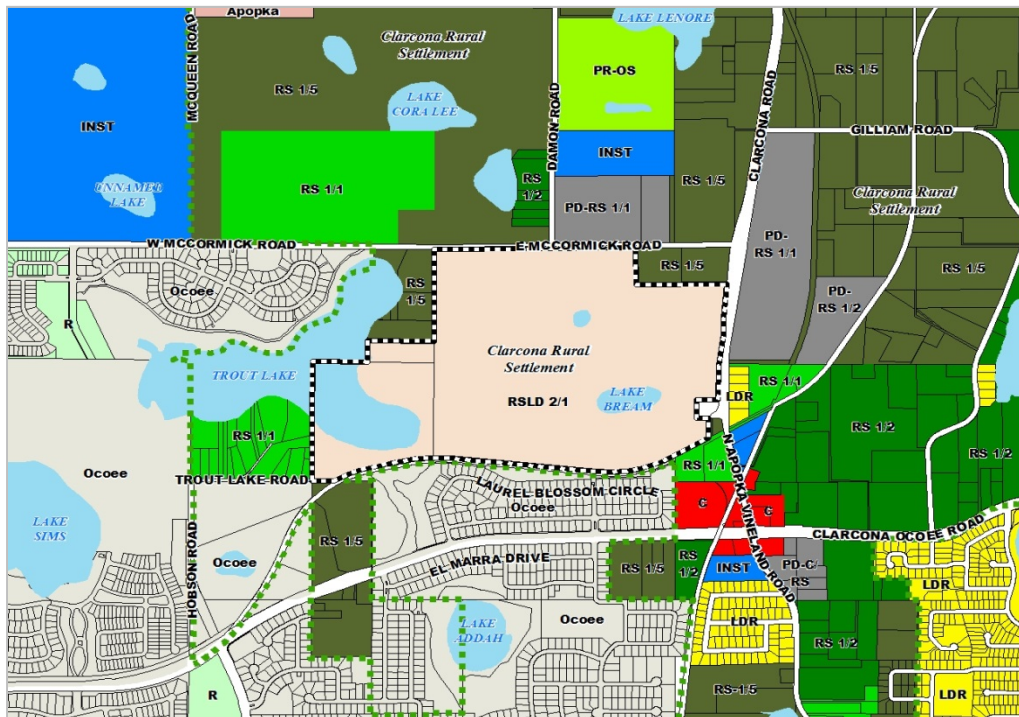 Apopka
LAKE LENORE
MCQUEEN ROAD
Clarcona Rural
Settlement
RS 1/5
LAKE
CORA LEE
DAMON ROAD
PR-OS
CLARCONA ROAD
RS 1/5
INST
GILLIAM ROAD
INST
RS 1/5
UNNAMED
LAKE
RS 1/1
RS
1/2
PD-RS 1/1
Clarcona Rural
Settlement
W MCCORMICK ROAD
E MCCORMICK ROAD
PD-
RS 1/1
RS 1/5
RS 1/5
RS
1/5
Ocoee
PD-
RS 1/2
R
Clarcona Rural
Settlement
TROUT LAKE
RSLD 2/1
LAKE
BREAM
LDR
RS 1/1
RS 1/2
RS 1/1
N APOPKA VINELAND ROAD
RS 1/2
RS 1/1
Ocoee
TROUT LAKE ROAD
LAUREL BLOSSOM CIRCLE
Ocoee
C
C
LAKE
SIMS
CLARCONA OCOEE ROAD
HOBSON ROAD
RS 1/5
EL MARRA DRIVE
Ocoee
RS 1/5
RS
1/2
INST
PD-C/
RS
LDR
LAKE
ADDAH
Ocoee
LDR
RS 1/2
R
RS-1/5
LDR